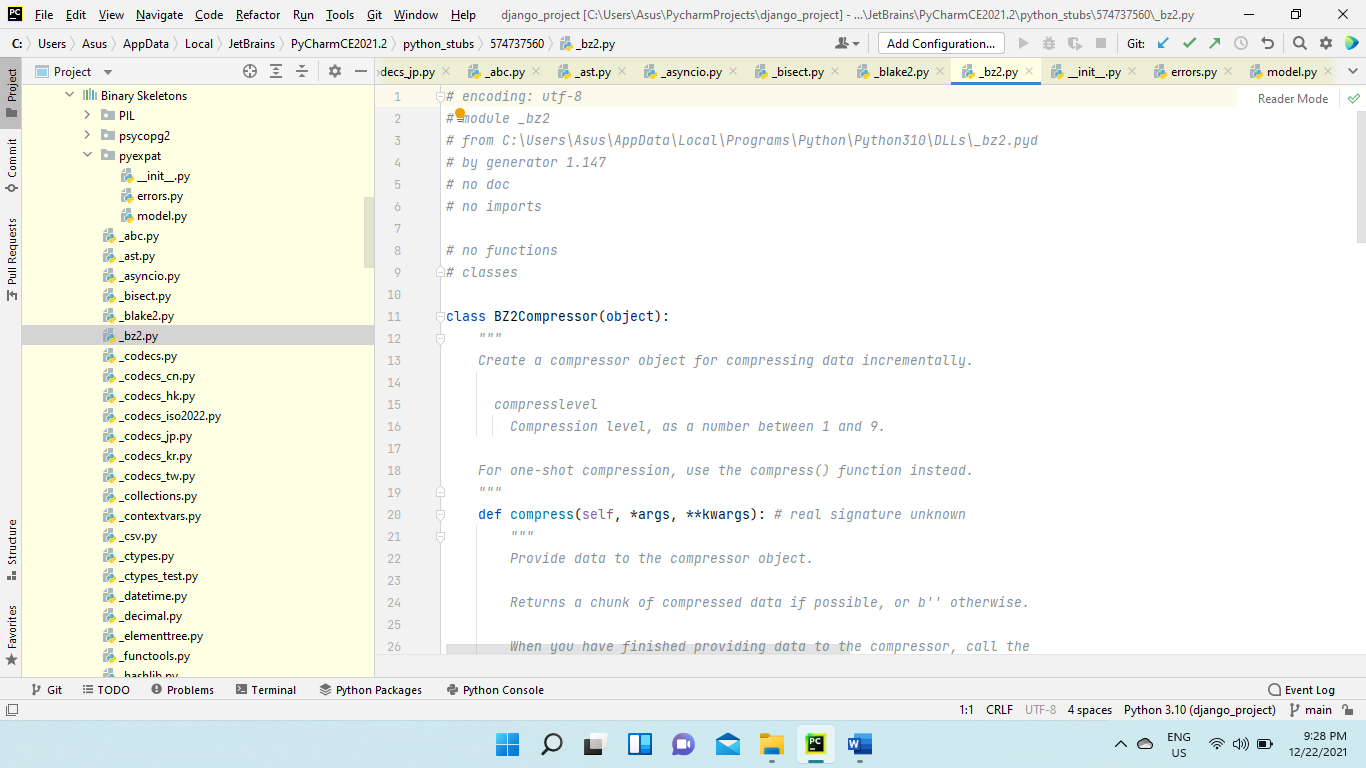 PC File Edit View Navigate Code Refactor Run Tools Git Window Help django_project [C:\Users\Asus\PycharmProjects\django_project] - ...\JetBrains\PyCharmCE2021.2\python_stubs\574737560\_bz2.py
C: Users Asus AppData Local JetBrains PyCharmCE2021.2 python_stubs 574737560 _bz2.py Add Configuration... Git:
Project decs_jp.py _abc.py _ast.py _asyncio.py _bisect.py _blake2.py _bz2.py __init__.py errors.py model.py
Project
Commit
Pull Requests
Structure
Favorites
Binary Skeletons
PIL
psycopg2
pyexpat
__init__.py
errors.py
model.py
_abc.py
_ast.py
_asyncio.py
_bisect.py
_blake2.py
_bz2.py
_codecs.py
_codecs_cn.py
_codecs_hk.py
_codecs_iso2022.py
_codecs_jp.py
_codecs_kr.py
_codecs_tw.py
_collections.py
_contextvars.py
_csv.py
_ctypes.py
_ctypes_test.py
_datetime.py
_decimal.py
_elementtree.py
_functools.py
_hashlib.py
Reader Mode
1 # encoding: utf-8
2 # module _bz2
3 # from C:\Users\Asus\AppData\Local\Programs\Python\Python310\DLLs\_bz2.pyd
4 # by generator 1.147
5 # no doc
6 # no imports
7
8 # no functions
9 # classes
10
11 class BZ2Compressor(object):
12 """
13 Create a compressor object for compressing data incrementally.
14
15 compresslevel
16 Compression level, as a number between 1 and 9.
17
18 For one-shot compression, use the compress() function instead.
19 """
20 def compress(self, *args, **kwargs): # real signature unknown
21 """
22 Provide data to the compressor object.
23
24 Returns a chunk of compressed data if possible, or b'' otherwise.
25
26 When you have finished providing data to the compressor, call the
Git TODO Problems Terminal Python Packages Python Console Event Log
1:1 CRLF UTF-8 4 spaces Python 3.10 (django_project) main
PC W ENG
US
9:28 PM
12/22/2021